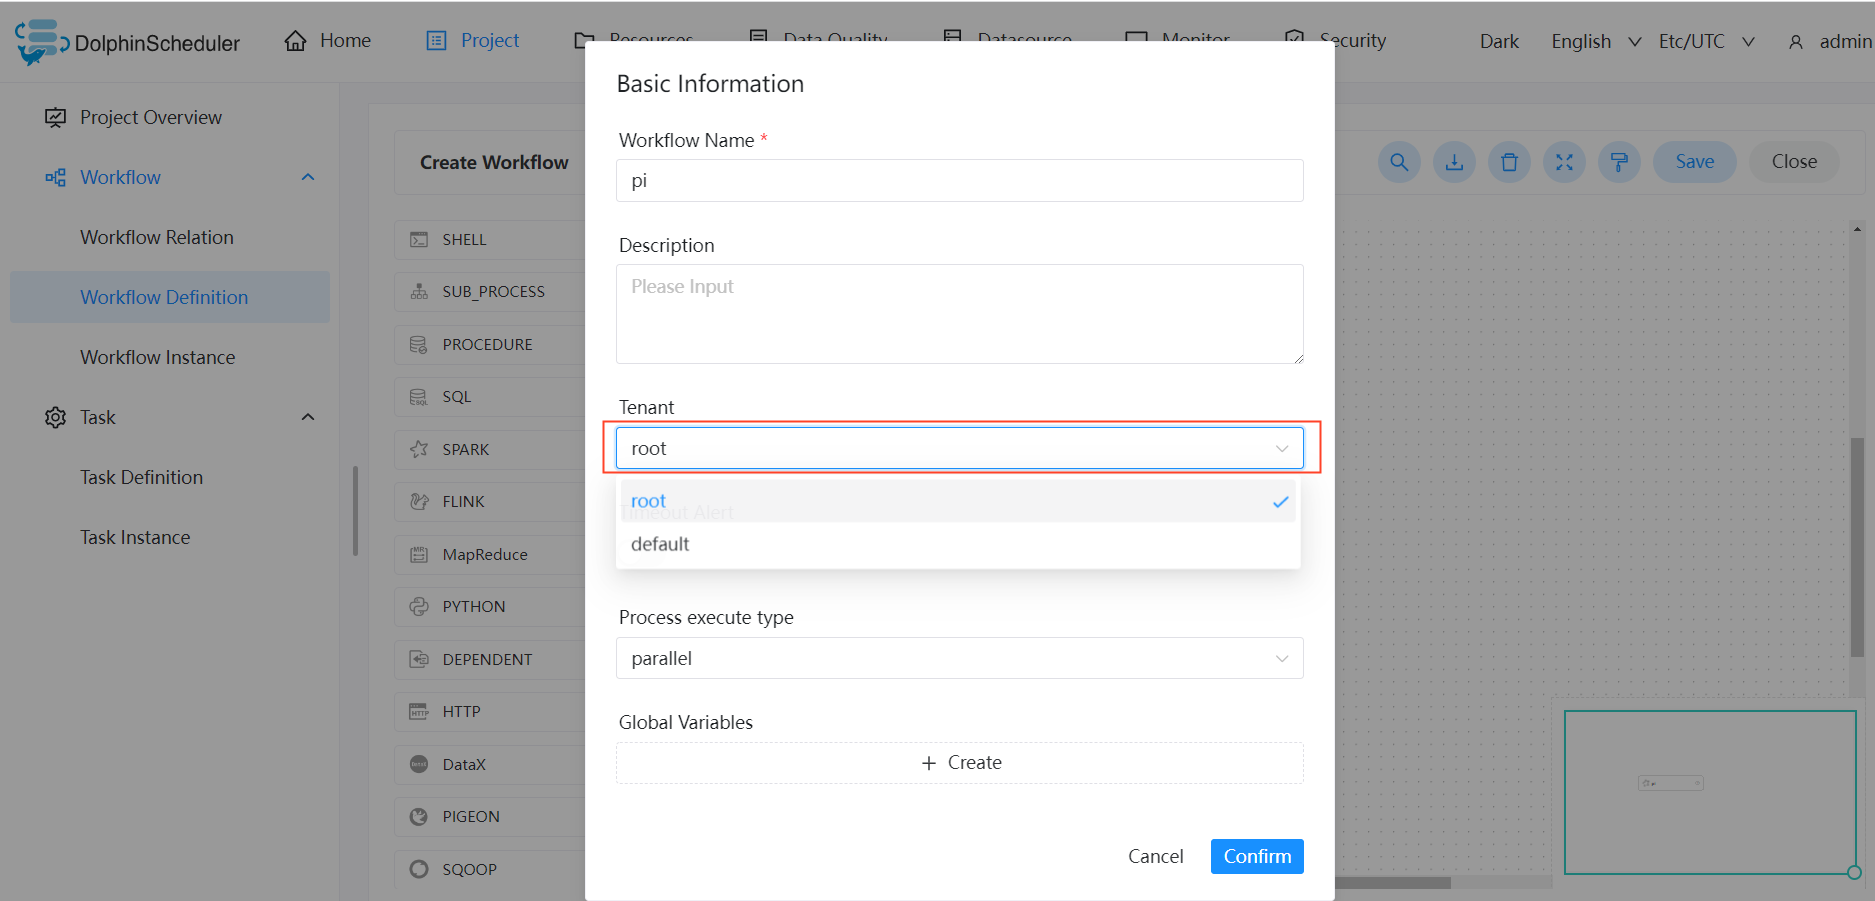 DolphinScheduler
Home
Project
Resources
Data Quality
Datasource
Monitor
Security
Dark
English
Etc/UTC
admin
Project Overview
Workflow
Workflow Relation
Workflow Definition
Workflow Instance
Task
Task Definition
Task Instance
Create Workflow
Save
Close
SHELL
SUB_PROCESS
PROCEDURE
SQL
SPARK
FLINK
MapReduce
PYTHON
DEPENDENT
HTTP
DataX
PIGEON
SQOOP
Basic Information
Workflow Name *
pi
Description
Please Input
Tenant
root
root
Timeout Alert
default
Process execute type
parallel
Global Variables
+ Create
Cancel
Confirm